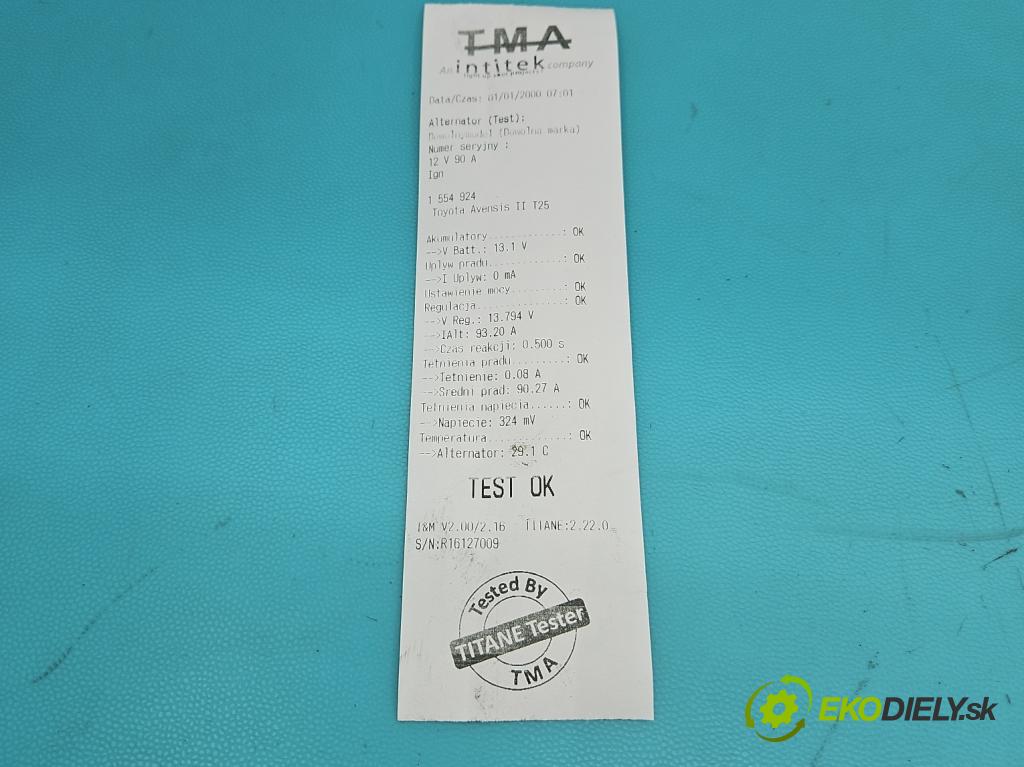 TMA
An intitek company
light up your projects!
Data/Czas: 01/01/2000 07:01
Alternator (Test):
Dowolnymodel (Dowolna marka)
Numer seryjny :
12 V 90 A
Ign
1 554 924
Toyota Avensis II T25
Akumulatory.............: OK
-->V Batt.: 13.1 V
Uplyw pradu.............: OK
-->I Uplyw: 0 mA
Ustawienie mocy.........: OK
Regulacja...............: OK
-->V Reg.: 13.794 V
-->IAlt: 93.20 A
-->Czas reakcji: 0.500 s
Tetnienia pradu.........: OK
-->Tetnienie: 0.08 A
-->Sredni prad: 90.27 A
Tetnienia napiecia......: OK
-->Napiecie: 324 mV
Temperatura.............: OK
-->Alternator: 29.1 C
TEST OK
I&M V2.00/2.16 TITANE:2.22.0
S/N:R16127009
Tested By
TITANE Tester
TMA
EKODIELY.sk